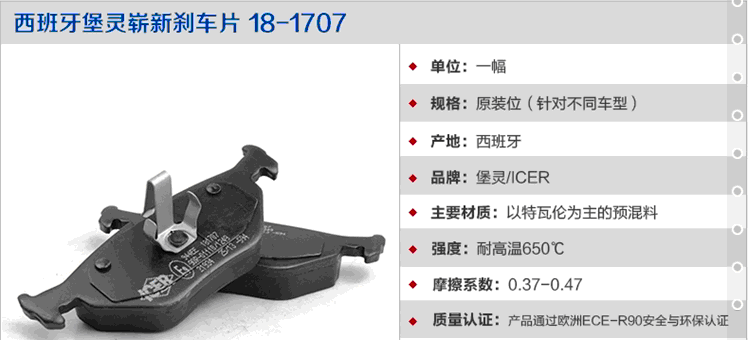 西班牙堡灵崭新刹车片 18-1707
单位：一幅
规格：原装位（针对不同车型）
产地：西班牙
品牌：堡灵/ICER
主要材质：以特瓦伦为主的预混料
强度：耐高温650℃
摩擦系数：0.37-0.47
质量认证：产品通过欧洲ECE-R90安全与环保认证
ICER
181707